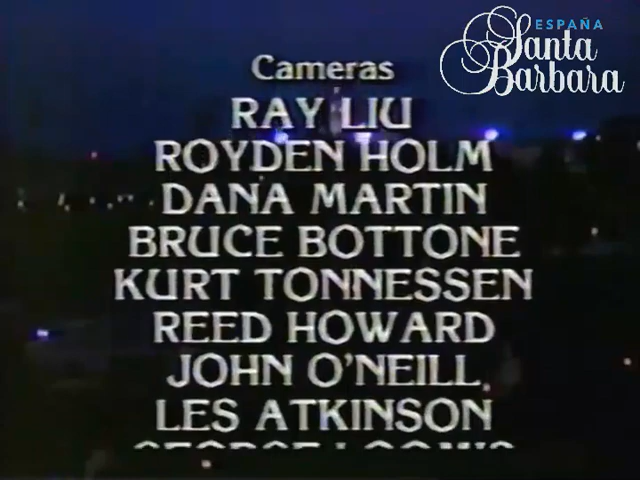 ESPAÑA
Santa
Barbara
Cameras
RAY LIU
ROYDEN HOLM
DANA MARTIN
BRUCE BOTTONE
KURT TONNESSEN
REED HOWARD
JOHN O'NEILL
LES ATKINSON